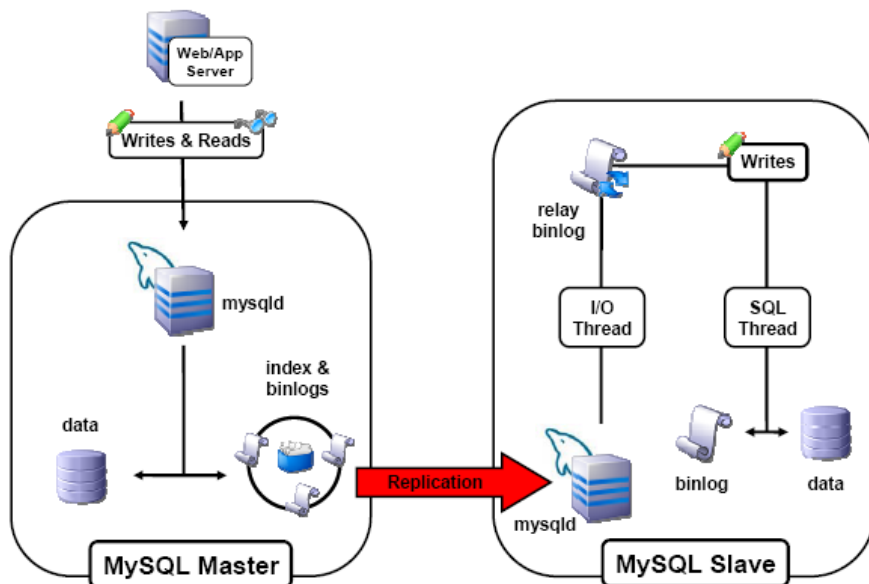 Web/App
Server
Writes & Reads
mysqld
index &
binlogs
data
MySQL Master
Replication
relay
binlog
Writes
I/O
Thread
SQL
Thread
mysqld
binlog
data
MySQL Slave